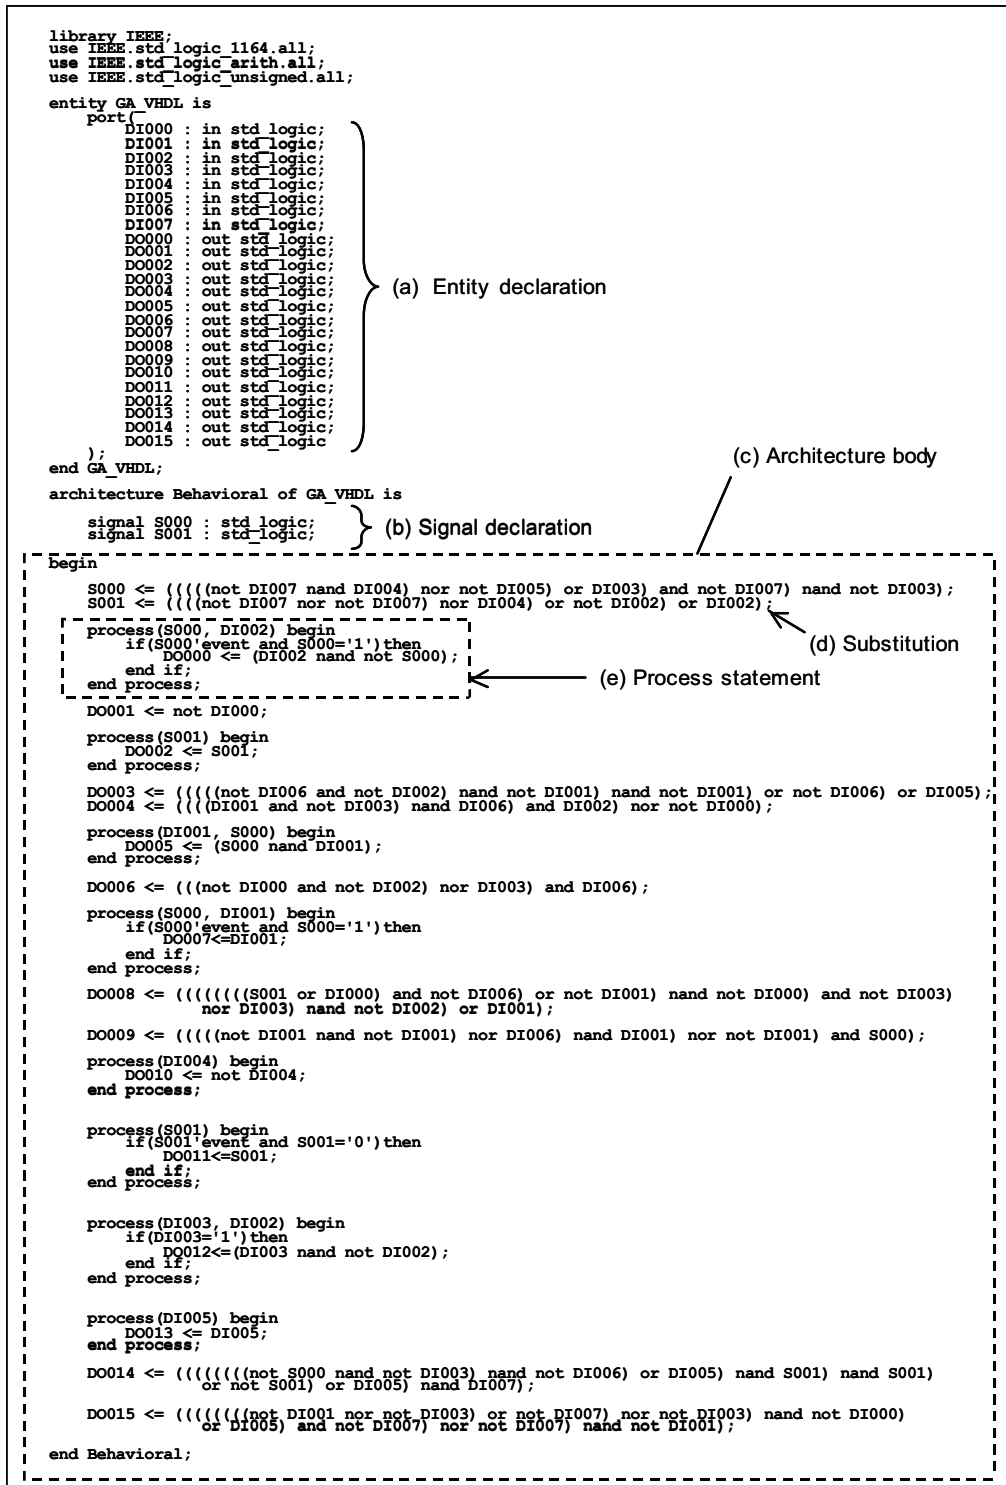 library IEEE;
use IEEE.std_logic_1164.all;
use IEEE.std_logic_arith.all;
use IEEE.std_logic_unsigned.all;
entity GA_VHDL is
port(
DI000 : in std_logic;
DI001 : in std_logic;
DI002 : in std_logic;
DI003 : in std_logic;
DI004 : in std_logic;
DI005 : in std_logic;
DI006 : in std_logic;
DI007 : in std_logic;
DO000 : out std_logic;
DO001 : out std_logic;
DO002 : out std_logic;
DO003 : out std_logic;
DO004 : out std_logic;
DO005 : out std_logic;
DO006 : out std_logic;
DO007 : out std_logic;
DO008 : out std_logic;
DO009 : out std_logic;
DO010 : out std_logic;
DO011 : out std_logic;
DO012 : out std_logic;
DO013 : out std_logic;
DO014 : out std_logic;
DO015 : out std_logic
(a) Entity declaration
);
end GA_VHDL;
(c) Architecture body
architecture Behavioral of GA_VHDL is
signal S000 : std_logic;
signal S001 : std_logic;
(b) Signal declaration
begin
S000 <= (((((not DI007 nand DI004) nor not DI005) or DI003) and not DI007) nand not DI003);
S001 <= ((((not DI007 nor not DI007) nor DI004) or not DI002) or DI002);
(d) Substitution
process(S000, DI002) begin
if(S000'event and S000='1')then
DO000 <= (DI002 nand not S000);
end if;
end process;
(e) Process statement
DO001 <= not DI000;
process(S001) begin
DO002 <= S001;
end process;
DO003 <= (((((not DI006 and not DI002) nand not DI001) nand not DI001) or not DI006) or DI005);
DO004 <= ((((DI001 and not DI003) nand DI006) and DI002) nor not DI000);
process(DI001, S000) begin
DO005 <= (S000 nand DI001);
end process;
DO006 <= (((not DI000 and not DI002) nor DI003) and DI006);
process(S000, DI001) begin
if(S000'event and S000='1')then
DO007<=DI001;
end if;
end process;
DO008 <= ((((((((S001 or DI000) and not DI006) or not DI001) nand not DI000) and not DI003)
nor DI003) nand not DI002) or DI001);
DO009 <= (((((not DI001 nand not DI001) nor DI006) nand DI001) nor not DI001) and S000);
process(DI004) begin
DO010 <= not DI004;
end process;
process(S001) begin
if(S001'event and S001='0')then
DO011<=S001;
end if;
end process;
process(DI003, DI002) begin
if(DI003='1')then
DO012<=(DI003 nand not DI002);
end if;
end process;
process(DI005) begin
DO013 <= DI005;
end process;
DO014 <= ((((((((not S000 nand not DI003) nand not DI006) or DI005) nand S001) nand S001)
or not S001) or DI005) nand DI007);
DO015 <= ((((((((not DI001 nor not DI003) or not DI007) nor not DI003) nand not DI000)
or DI005) and not DI007) nor not DI007) nand not DI001);
end Behavioral;